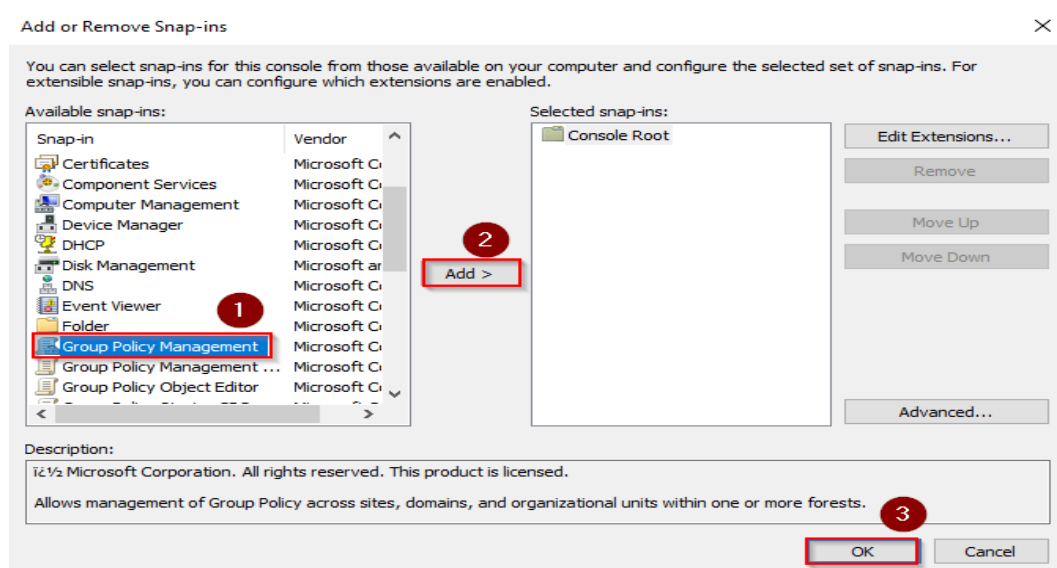 Add or Remove Snap-ins
You can select snap-ins for this console from those available on your computer and configure the selected set of snap-ins. For
extensible snap-ins, you can configure which extensions are enabled.
Available snap-ins:
Snap-in Vendor
Certificates Microsoft Co
Component Services Microsoft Co
Computer Management Microsoft Co
Device Manager Microsoft Co
DHCP Microsoft Co
Disk Management Microsoft an
DNS Microsoft Co
Event Viewer Microsoft Co
Folder Microsoft Co
Group Policy Management Microsoft Co
Group Policy Management ... Microsoft Co
Group Policy Object Editor Microsoft Co
1
2
Add >
Selected snap-ins:
Console Root
Edit Extensions...
Remove
Move Up
Move Down
Advanced...
Description:
ï¿½ Microsoft Corporation. All rights reserved. This product is licensed.
Allows management of Group Policy across sites, domains, and organizational units within one or more forests.
3
OK Cancel